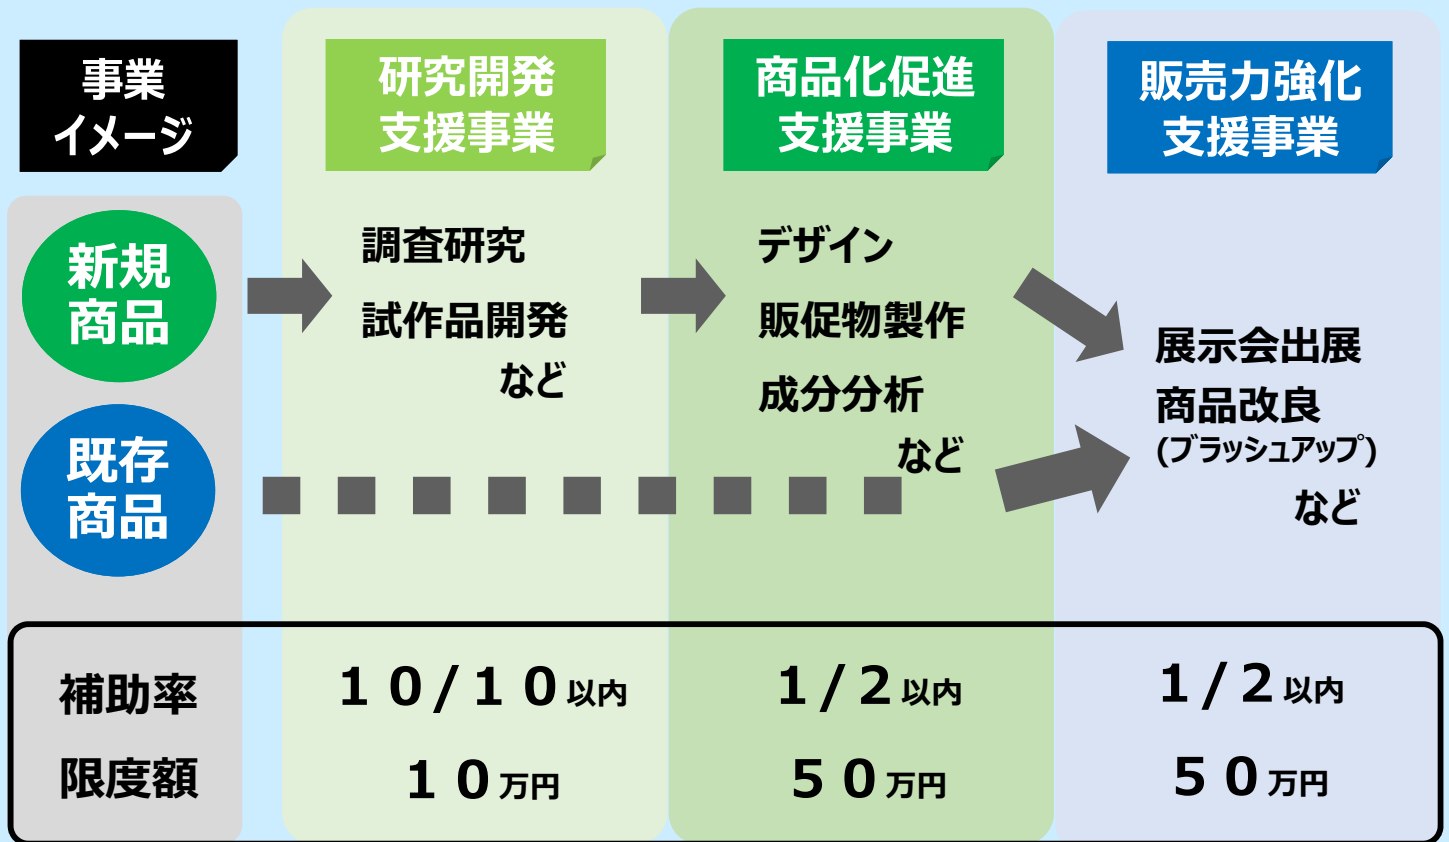 事業
イメージ
研究開発
支援事業
商品化促進
支援事業
販売力強化
支援事業
新規
商品
調査研究
試作品開発
など
デザイン
販促物製作
成分分析
など
展示会出展
商品改良
(ブラッシュアップ)
など
既存
商品
補助率
１０/１０以内
１/２以内
１/２以内
限度額
１０万円
５０万円
５０万円